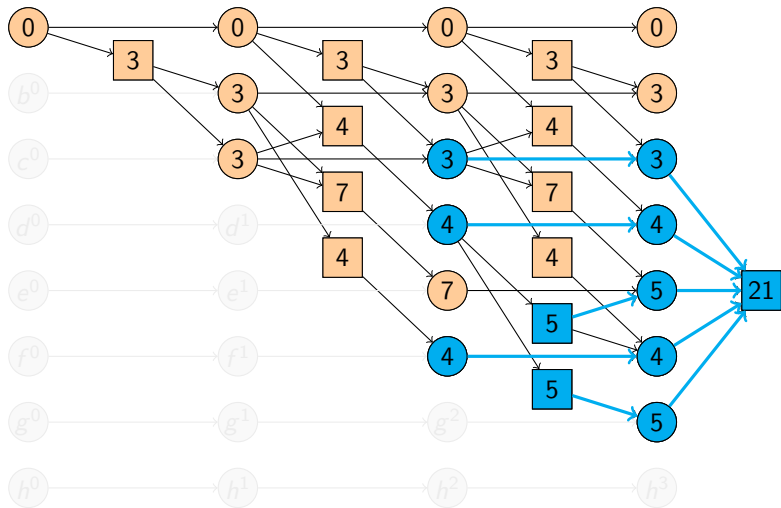 0 0 0 0
3 3 3
b⁰ 3 3 3
4 4
c⁰ 3 3 3
7 7
d⁰ d¹ 4 4
4 4
e⁰ e¹ 7 5 21
5
f⁰ f¹ 4 4
5
g⁰ g¹ g² 5
h⁰ h¹ h² h³